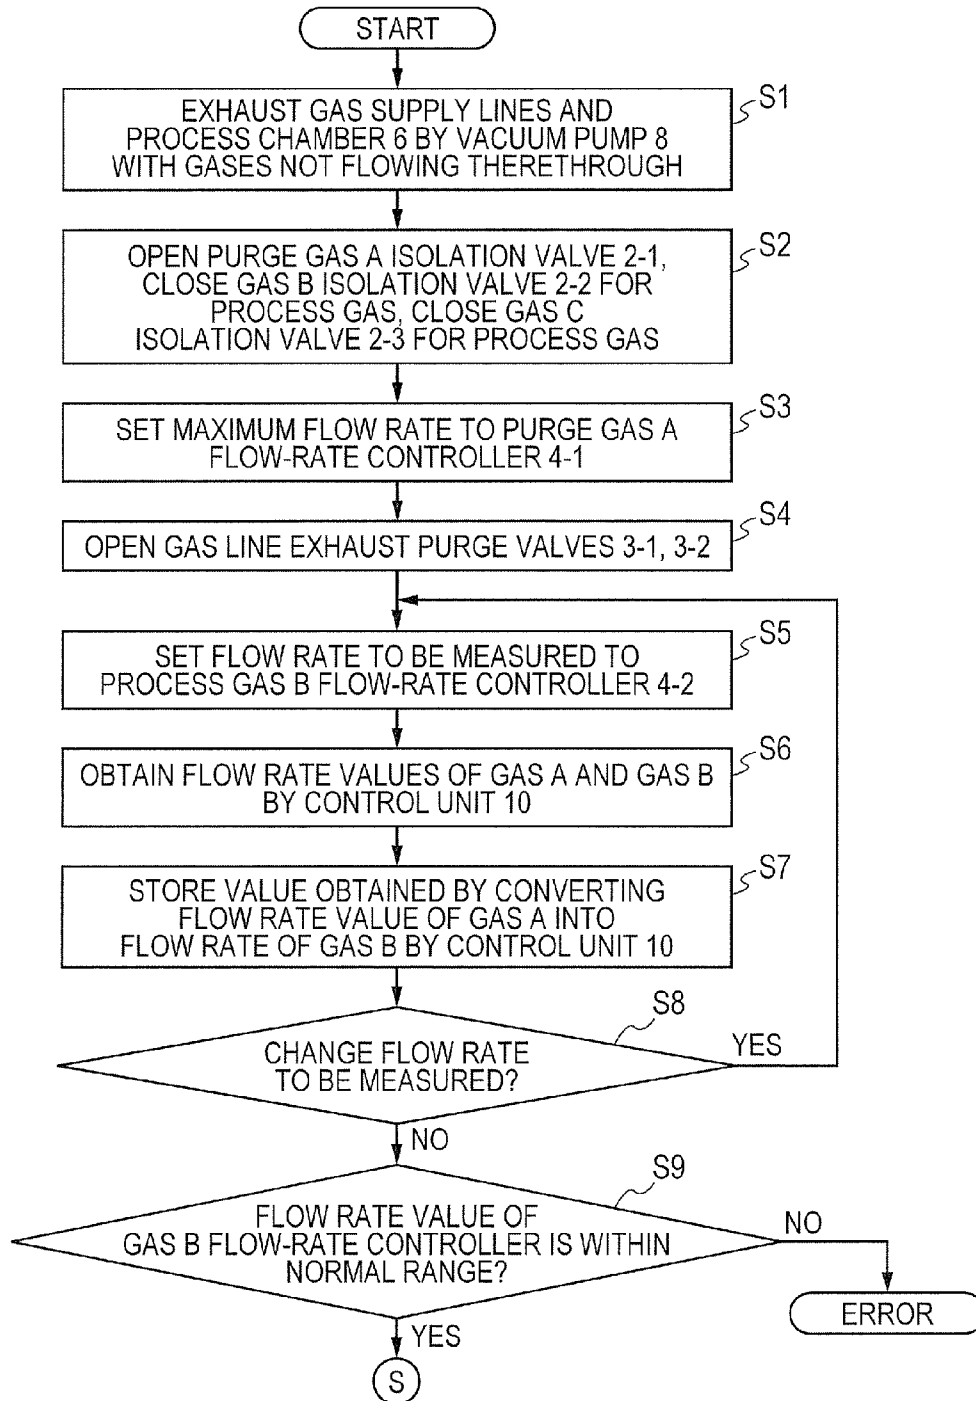 START
S1
EXHAUST GAS SUPPLY LINES AND
PROCESS CHAMBER 6 BY VACUUM PUMP 8
WITH GASES NOT FLOWING THERETHROUGH
S2
OPEN PURGE GAS A ISOLATION VALVE 2-1,
CLOSE GAS B ISOLATION VALVE 2-2 FOR
PROCESS GAS, CLOSE GAS C
ISOLATION VALVE 2-3 FOR PROCESS GAS
S3
SET MAXIMUM FLOW RATE TO PURGE GAS A
FLOW-RATE CONTROLLER 4-1
S4
OPEN GAS LINE EXHAUST PURGE VALVES 3-1, 3-2
S5
SET FLOW RATE TO BE MEASURED TO
PROCESS GAS B FLOW-RATE CONTROLLER 4-2
S6
OBTAIN FLOW RATE VALUES OF GAS A AND GAS B
BY CONTROL UNIT 10
S7
STORE VALUE OBTAINED BY CONVERTING
FLOW RATE VALUE OF GAS A INTO
FLOW RATE OF GAS B BY CONTROL UNIT 10
S8
CHANGE FLOW RATE
TO BE MEASURED?
YES
NO
S9
FLOW RATE VALUE OF
GAS B FLOW-RATE CONTROLLER IS WITHIN
NORMAL RANGE?
NO
ERROR
YES
S